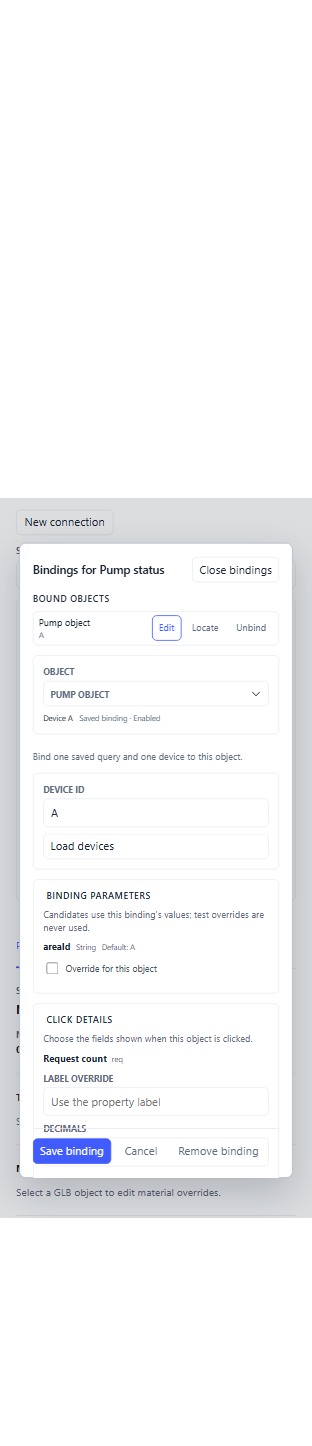 New connection
Bindings for Pump status
Close bindings
BOUND OBJECTS
Pump object
A
Edit
Locate
Unbind
OBJECT
PUMP OBJECT
Device A Saved binding · Enabled
Bind one saved query and one device to this object.
DEVICE ID
A
Load devices
BINDING PARAMETERS
Candidates use this binding's values; test overrides are
never used.
areaId String Default: A
Override for this object
CLICK DETAILS
Choose the fields shown when this object is clicked.
Request count req
LABEL OVERRIDE
Use the property label
DECIMALS
Save binding
Cancel
Remove binding
Select a GLB object to edit material overrides.